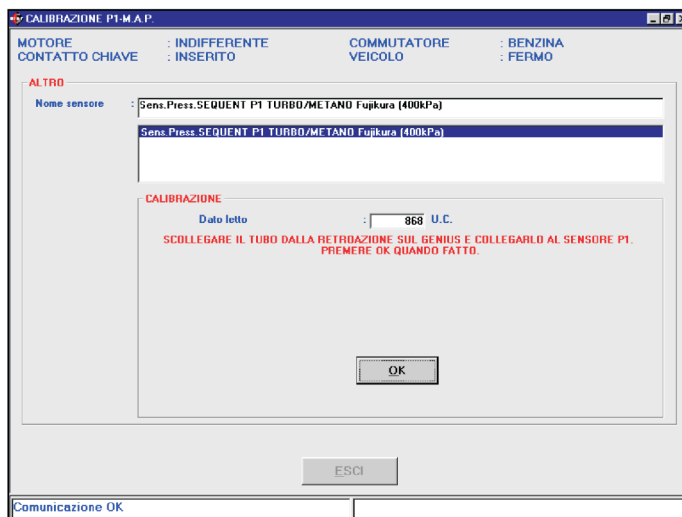 CALIBRAZIONE P1-M.A.P.
MOTORE : INDIFFERENTE COMMUTATORE : BENZINA
CONTATTO CHIAVE : INSERITO VEICOLO : FERMO
ALTRO
Nome sensore : Sens.Press.SEQUENT P1 TURBO/METANO Fujikura (400kPa)
Sens.Press.SEQUENT P1 TURBO/METANO Fujikura (400kPa)
CALIBRAZIONE
Dato letto : 868 U.C.
SCOLLEGARE IL TUBO DALLA RETROAZIONE SUL GENIUS E COLLEGARLO AL SENSORE P1.
PREMERE OK QUANDO FATTO.
OK
ESCI
Comunicazione OK